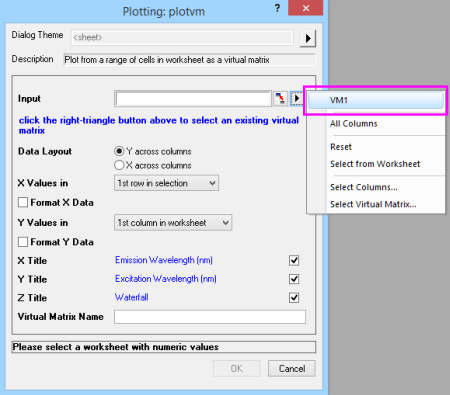 Plotting: plotvm
? ×
Dialog Theme <sheet>
Description Plot from a range of cells in worksheet as a virtual matrix
Input
VM1
All Columns
Reset
Select from Worksheet
Select Columns...
Select Virtual Matrix...
click the right-triangle button above to select an existing virtual
matrix
Data Layout Y across columns
X across columns
X Values in 1st row in selection
Format X Data
Y Values in 1st column in worksheet
Format Y Data
X Title Emission Wavelength (nm)
Y Title Excitation Wavelength (nm)
Z Title Waterfall
Virtual Matrix Name
Please select a worksheet with numeric values
OK Cancel